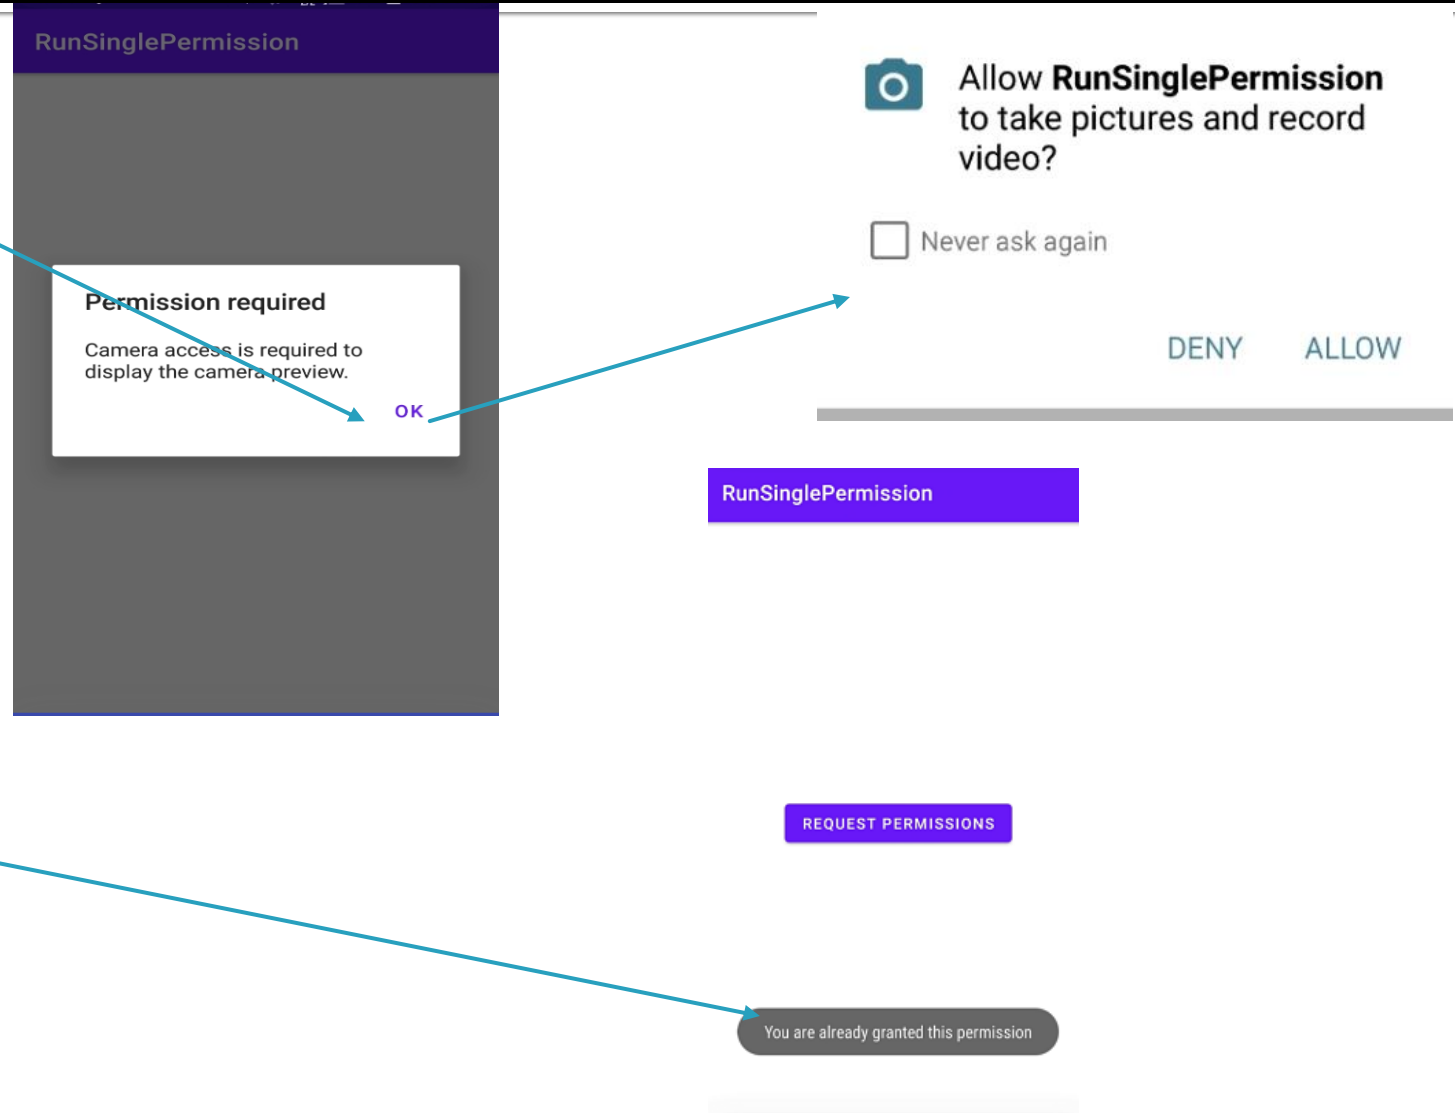 RunSinglePermission
Permission required
Camera access is required to
display the camera preview.
OK
Allow RunSinglePermission
to take pictures and record
video?
Never ask again
DENY ALLOW
RunSinglePermission
REQUEST PERMISSIONS
You are already granted this permission